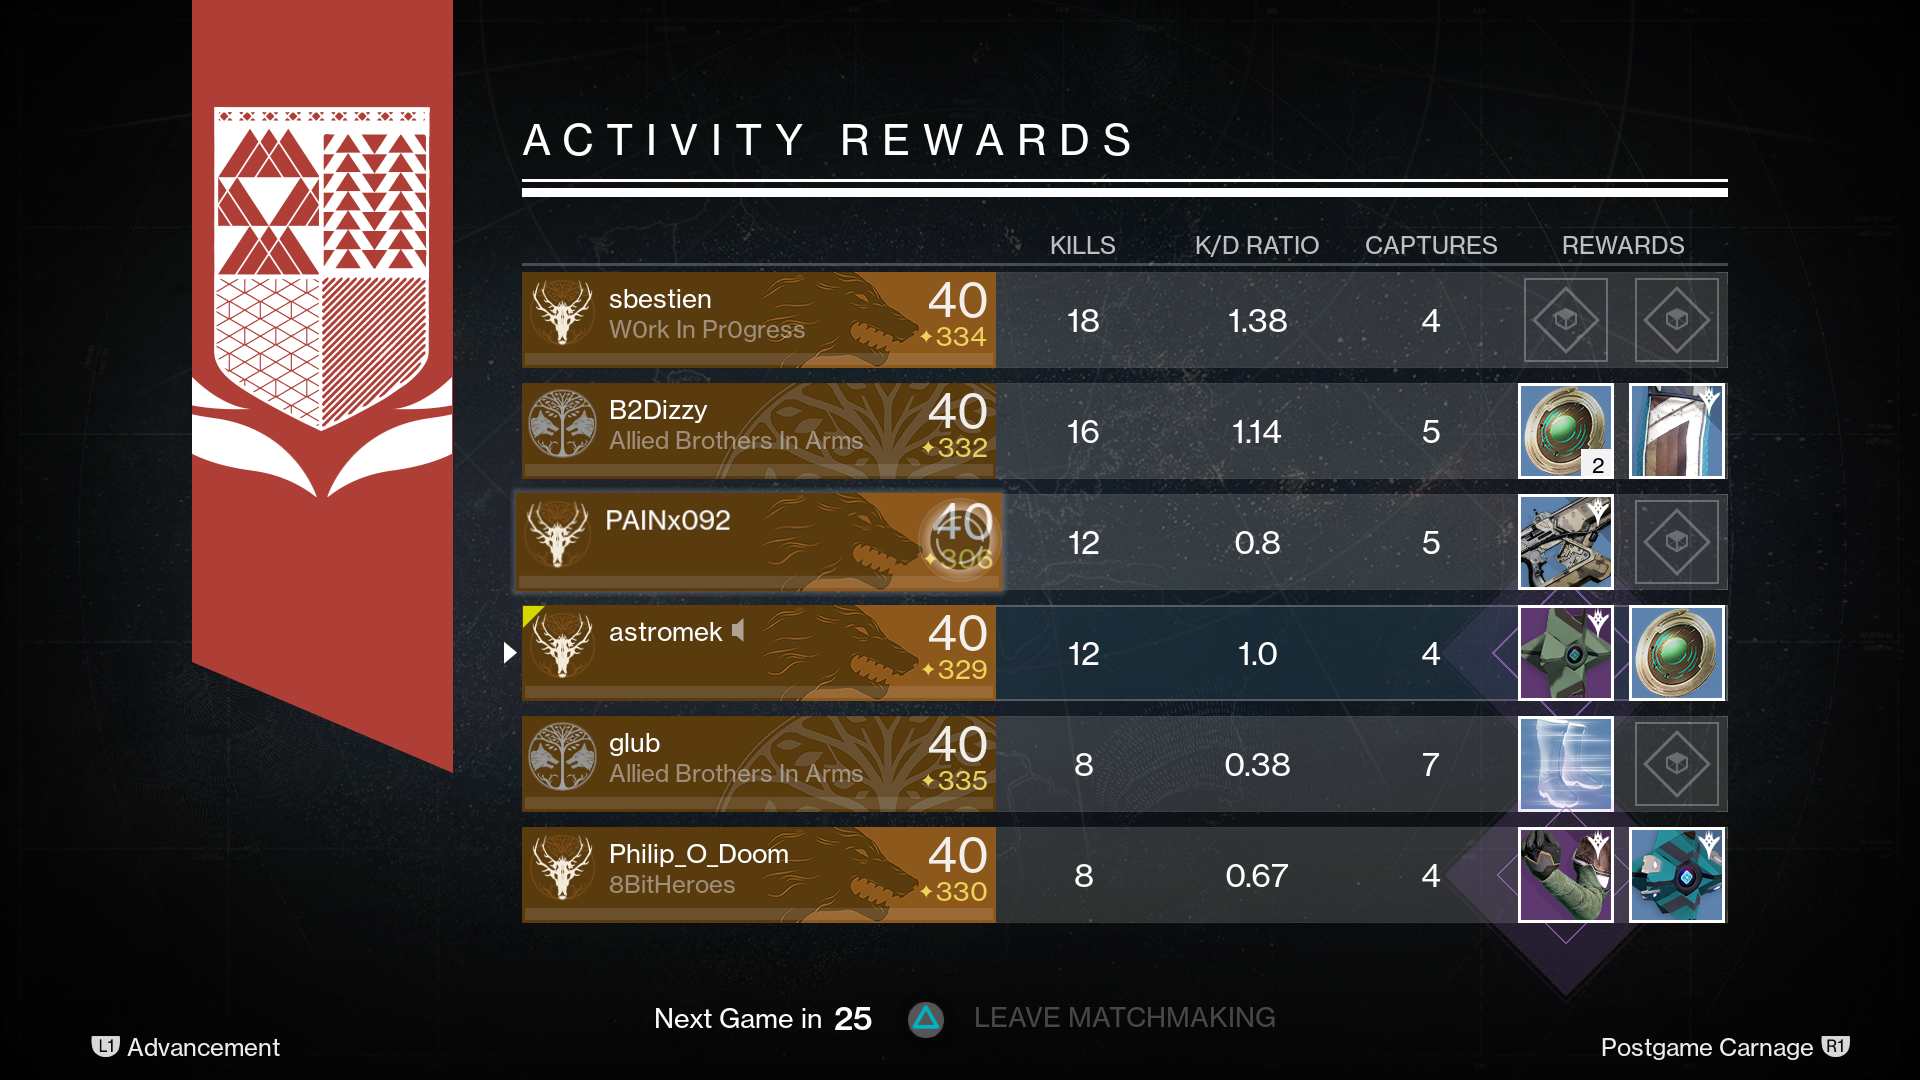 ACTIVITY REWARDS
KILLS K/D RATIO CAPTURES REWARDS
sbestien 40
W0rk In Pr0gress 334
18 1.38 4
B2Dizzy 40
Allied Brothers In Arms 332
16 1.14 5
2
PAINx092 40
306
12 0.8 5
astromek 40
329
12 1.0 4
glub 40
Allied Brothers In Arms 335
8 0.38 7
Philip_O_Doom 40
8BitHeroes 330
8 0.67 4
Next Game in 25 LEAVE MATCHMAKING
L1 Advancement
Postgame Carnage R1